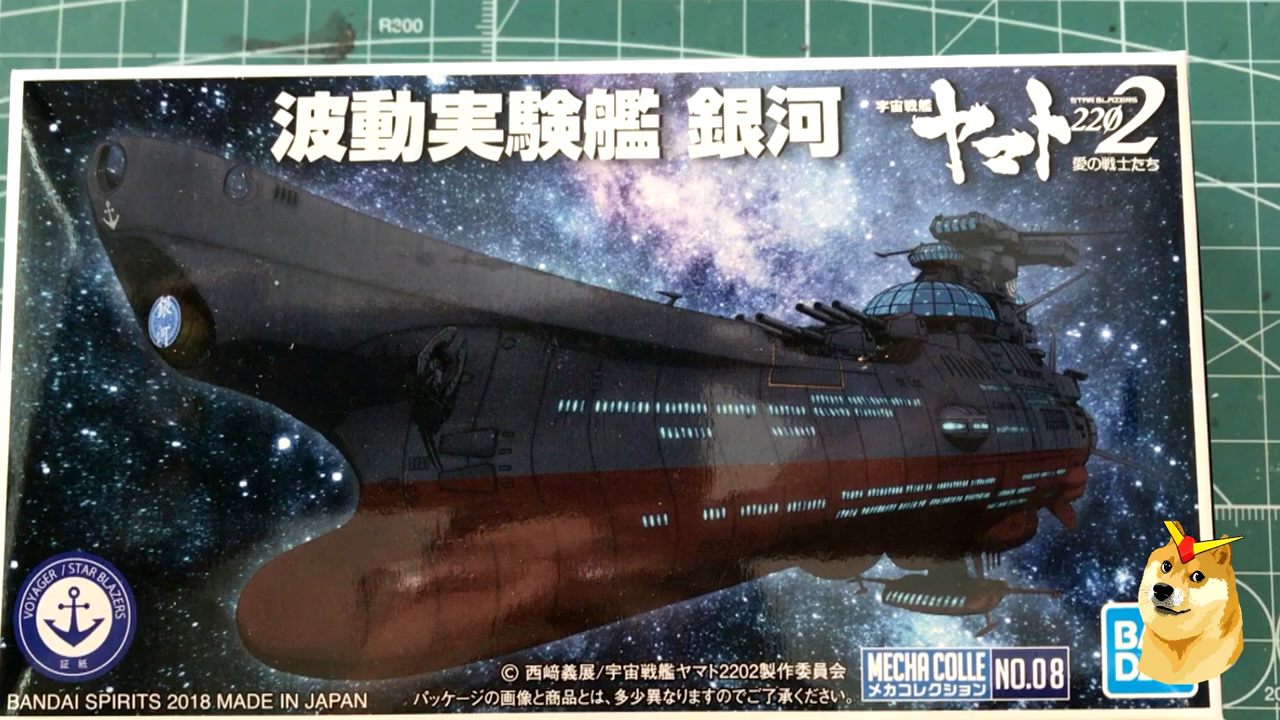 R300
波動実験艦 銀河
宇宙戦艦
ヤマト
STAR BLAZERS
2202
愛の戦士たち
銀河
VOYAGER / STAR BLAZERS
証紙
© 西﨑義展/宇宙戦艦ヤマト2202製作委員会
MECHA COLLE
メカコレクション
NO.08
BANDAI SPIRITS 2018 MADE IN JAPAN
パッケージの画像と商品とは、多少異なりますのでご了承ください。